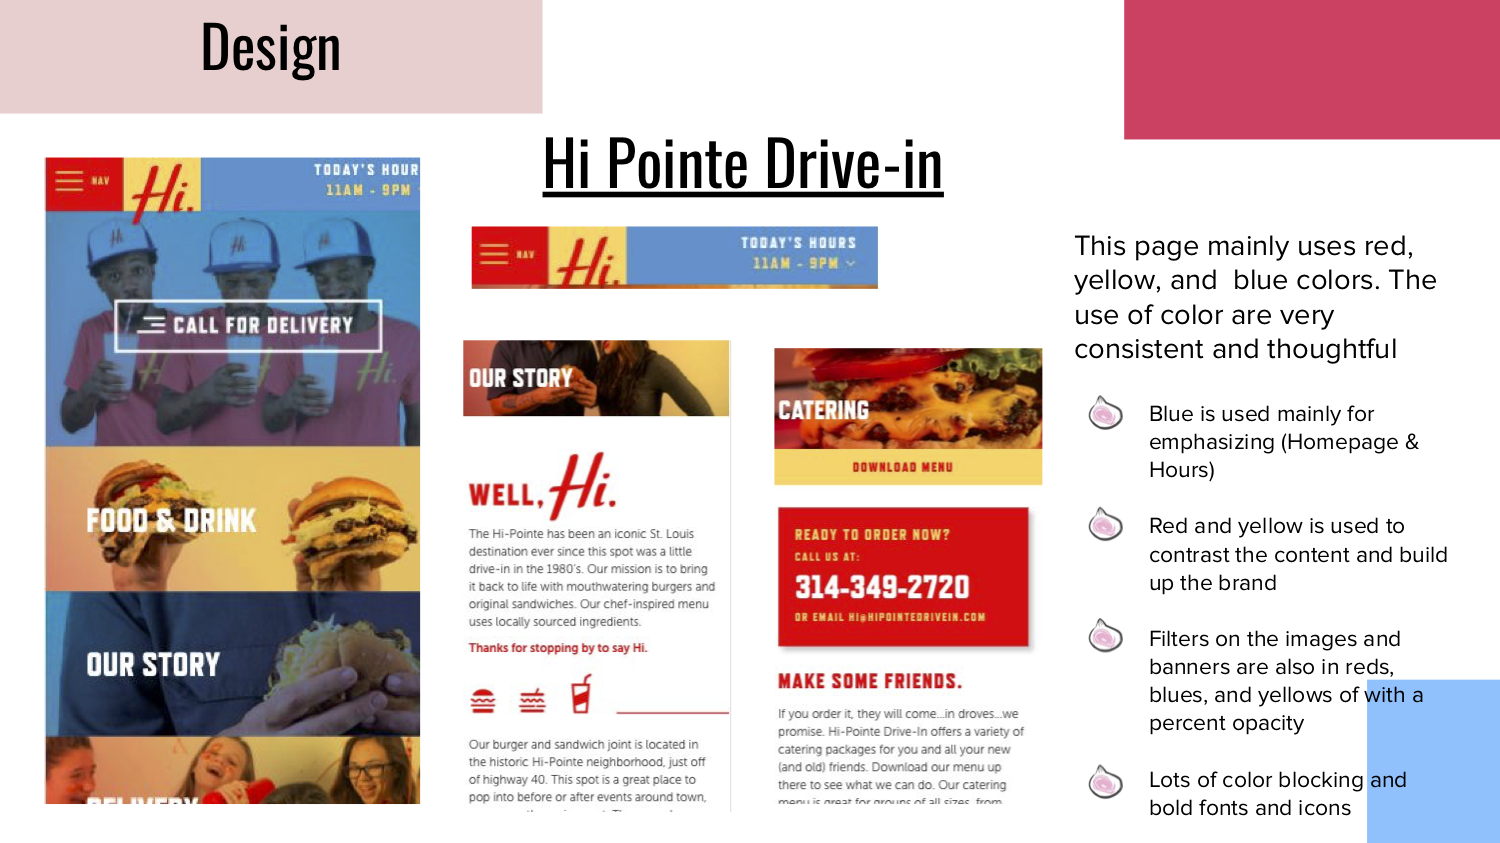 Design
Hi Pointe Drive-in
NAV
Hi.
TODAY'S HOUR
11AM - 9PM
CALL FOR DELIVERY
Hi.
FOOD & DRINK
OUR STORY
DELIVERY
NAV
Hi.
TODAY'S HOURS
11AM - 9PM
OUR STORY
WELL, Hi.
The Hi-Pointe has been an iconic St. Louis
destination ever since this spot was a little
drive-in in the 1980's. Our mission is to bring
it back to life with mouthwatering burgers and
original sandwiches. Our chef-inspired menu
uses locally sourced ingredients.
Thanks for stopping by to say Hi.
Our burger and sandwich joint is located in
the historic Hi-Pointe neighborhood, just off
of highway 40. This spot is a great place to
pop into before or after events around town,
CATERING
DOWNLOAD MENU
READY TO ORDER NOW?
CALL US AT:
314-349-2720
OR EMAIL HI@HIPOINTEDRIVEIN.COM
MAKE SOME FRIENDS.
If you order it, they will come...in droves...we
promise. Hi-Pointe Drive-In offers a variety of
catering packages for you and all your new
(and old) friends. Download our menu up
there to see what we can do. Our catering
menu is great for groups of all sizes, from
This page mainly uses red,
yellow, and  blue colors. The
use of color are very
consistent and thoughtful
Blue is used mainly for
emphasizing (Homepage &
Hours)
Red and yellow is used to
contrast the content and build
up the brand
Filters on the images and
banners are also in reds,
blues, and yellows of with a
percent opacity
Lots of color blocking and
bold fonts and icons